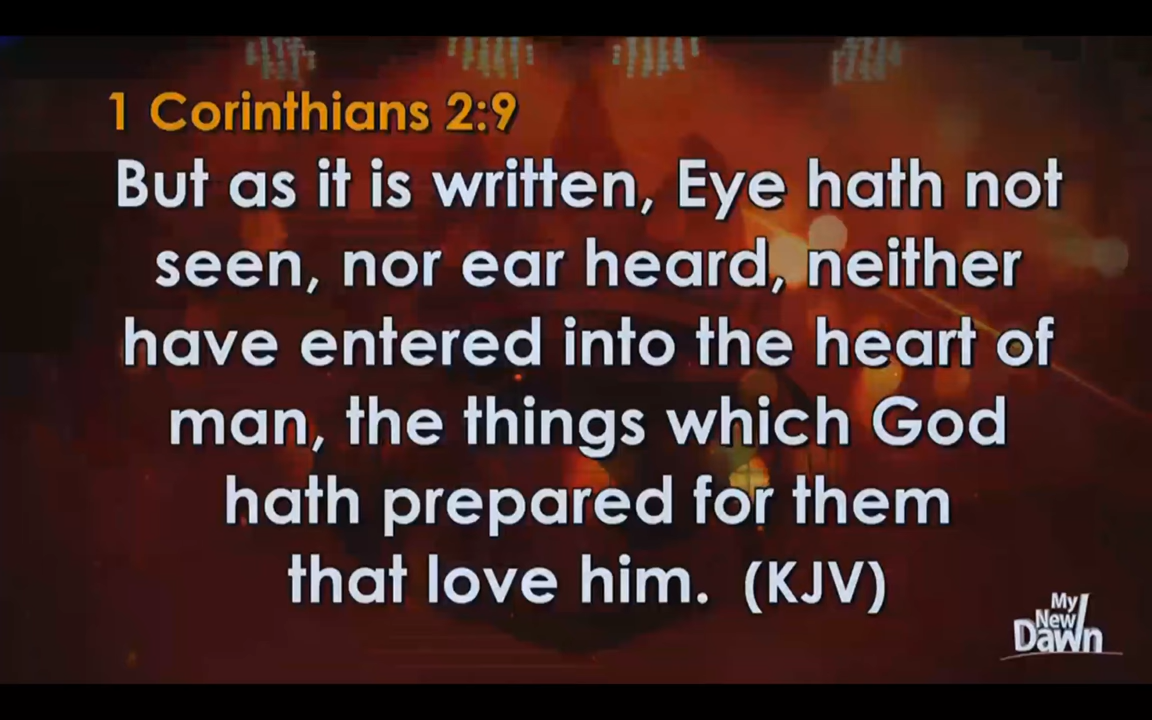 1 Corinthians 2:9
But as it is written, Eye hath not
seen, nor ear heard, neither
have entered into the heart of
man, the things which God
hath prepared for them
that love him. (KJV)
My
New
Dawn